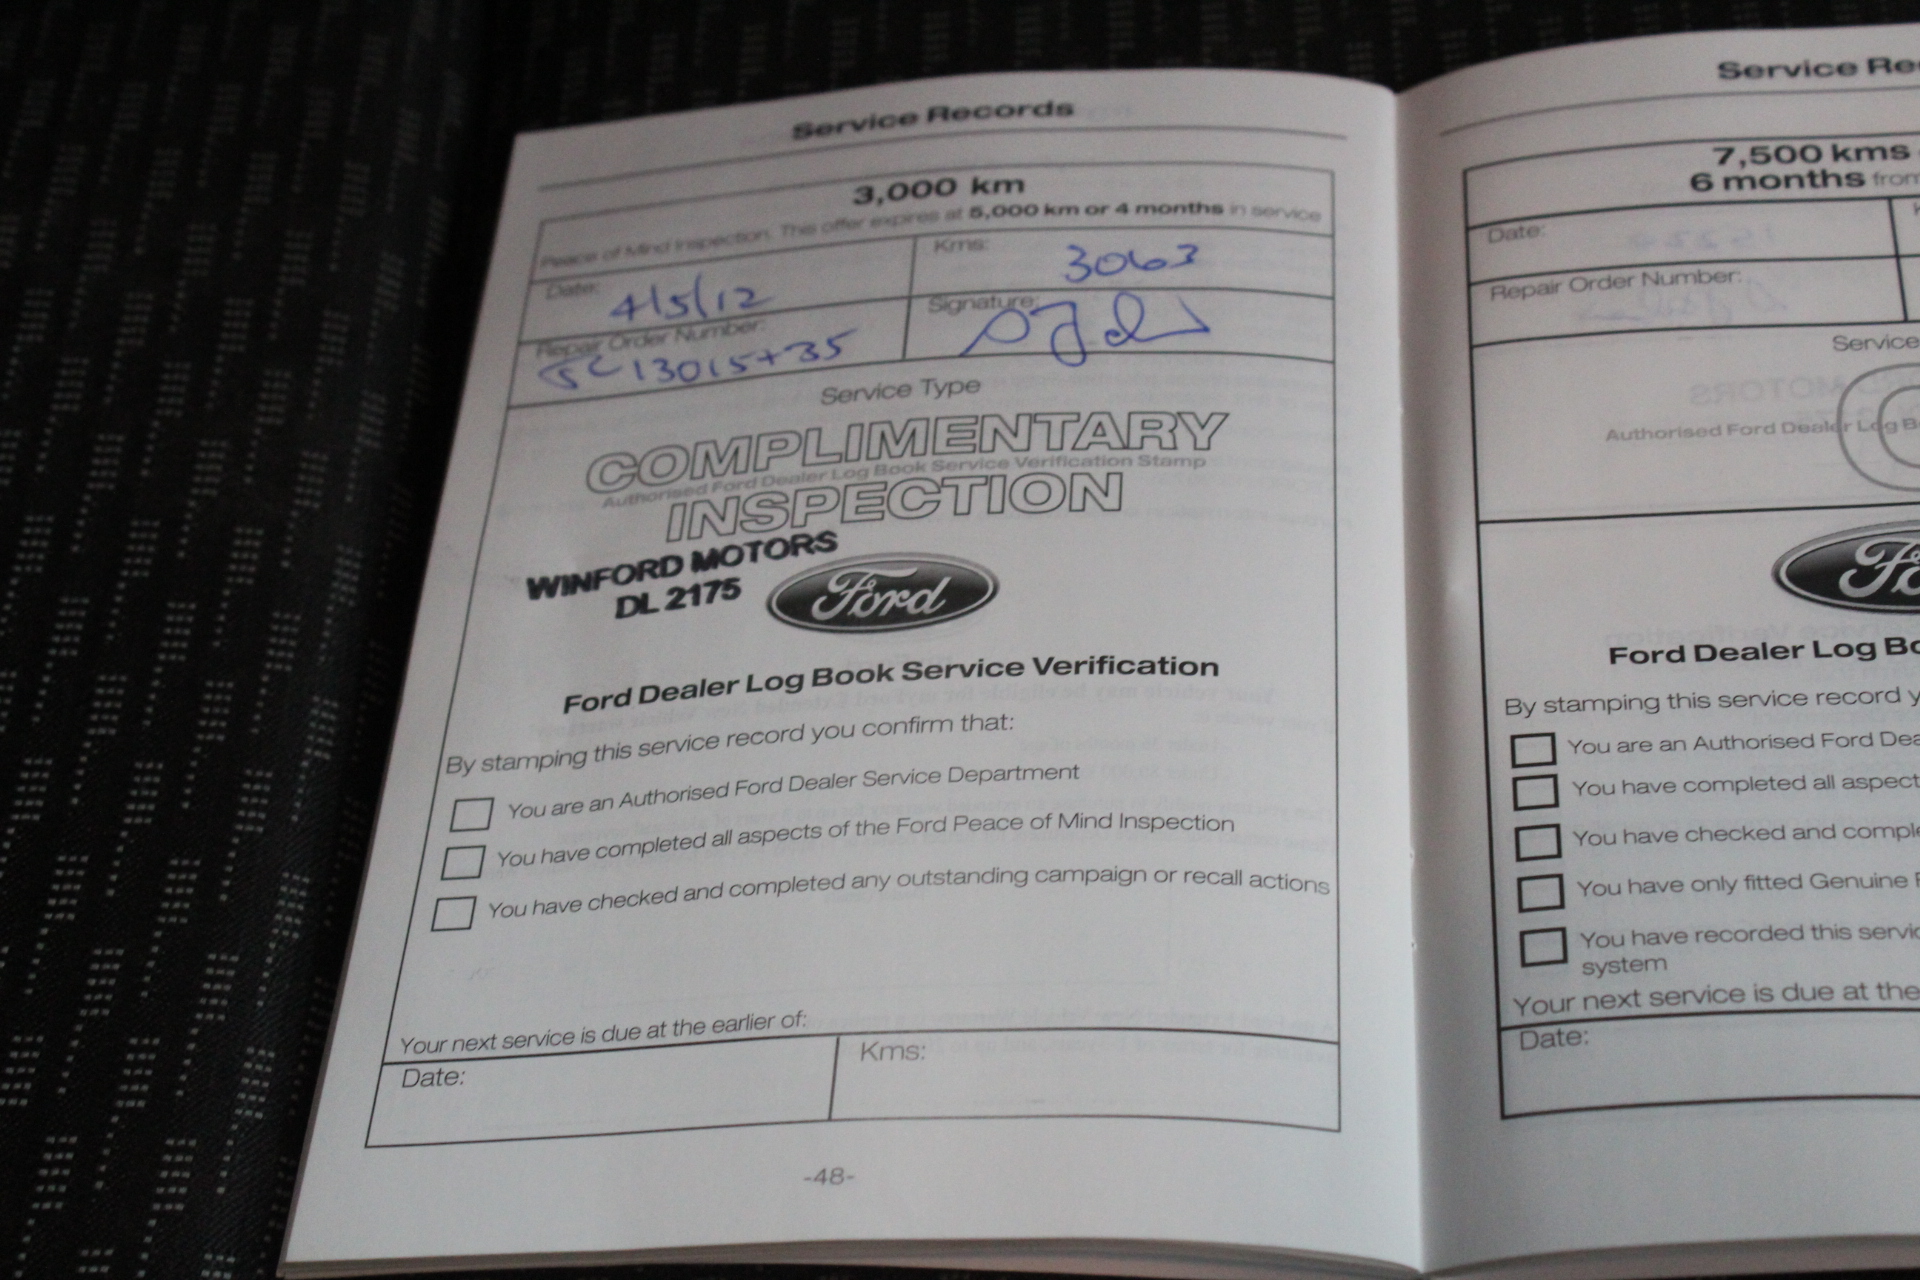 Service Records
3,000 km
Peace of Mind Inspection. This offer expires at 5,000 km or 4 months in service
Date: 4/5/12
Kms: 3063
Repair Order Number:
Signature:
Service Type
COMPLIMENTARY
Authorised Ford Dealer Log Book Service Verification Stamp
INSPECTION
WINFORD MOTORS
DL 2175
Ford
Ford Dealer Log Book Service Verification
By stamping this service record you confirm that:
You are an Authorised Ford Dealer Service Department
You have completed all aspects of the Ford Peace of Mind Inspection
You have checked and completed any outstanding campaign or recall actions
Your next service is due at the earlier of:
Date:
Kms:
-48-
Service Re
7,500 kms
6 months from
Date:
Repair Order Number:
Service
Authorised Ford Dealer Log B
Fo
Ford Dealer Log Bo
By stamping this service record y
You are an Authorised Ford Dea
You have completed all aspect
You have checked and comple
You have only fitted Genuine F
You have recorded this servic
system
Your next service is due at the
Date: